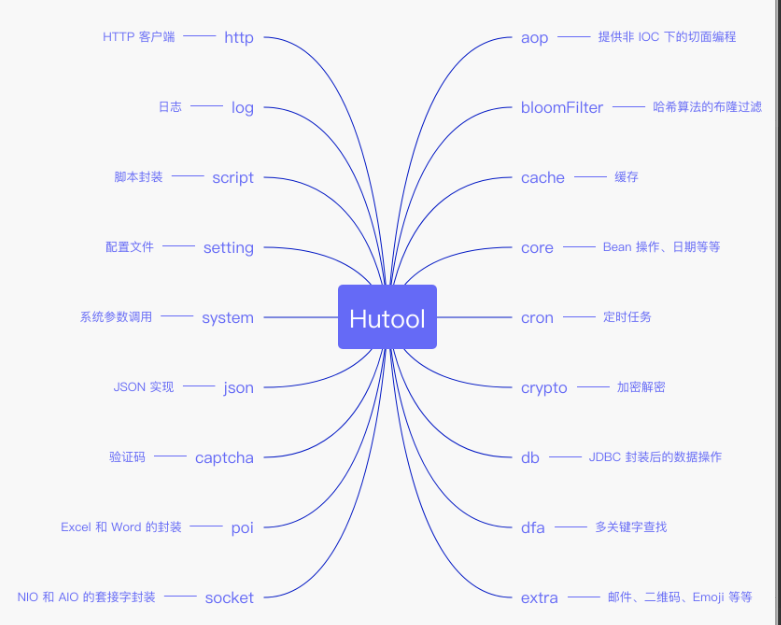 HTTP 客户端 http
日志 log
脚本封装 script
配置文件 setting
系统参数调用 system
JSON 实现 json
验证码 captcha
Excel 和 Word 的封装 poi
NIO 和 AIO 的套接字封装 socket
Hutool
aop 提供非 IOC 下的切面编程
bloomFilter 哈希算法的布隆过滤
cache 缓存
core Bean 操作、日期等等
cron 定时任务
crypto 加密解密
db JDBC 封装后的数据操作
dfa 多关键字查找
extra 邮件、二维码、Emoji 等等